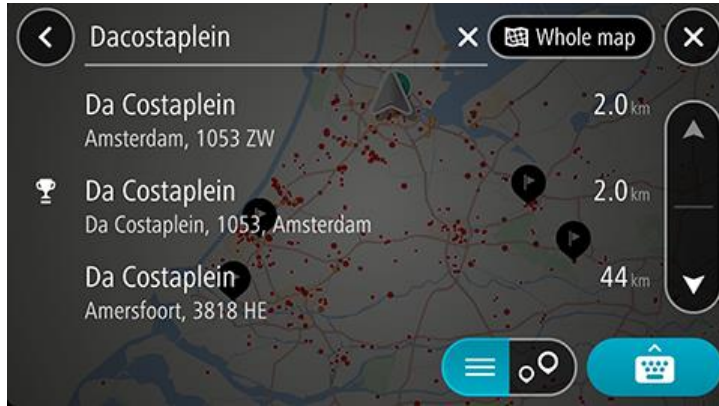 Dacostaplein
Whole map
Da Costaplein 2.0 km
Amsterdam, 1053 ZW
Da Costaplein 2.0 km
Da Costaplein, 1053, Amsterdam
Da Costaplein 44 km
Amersfoort, 3818 HE